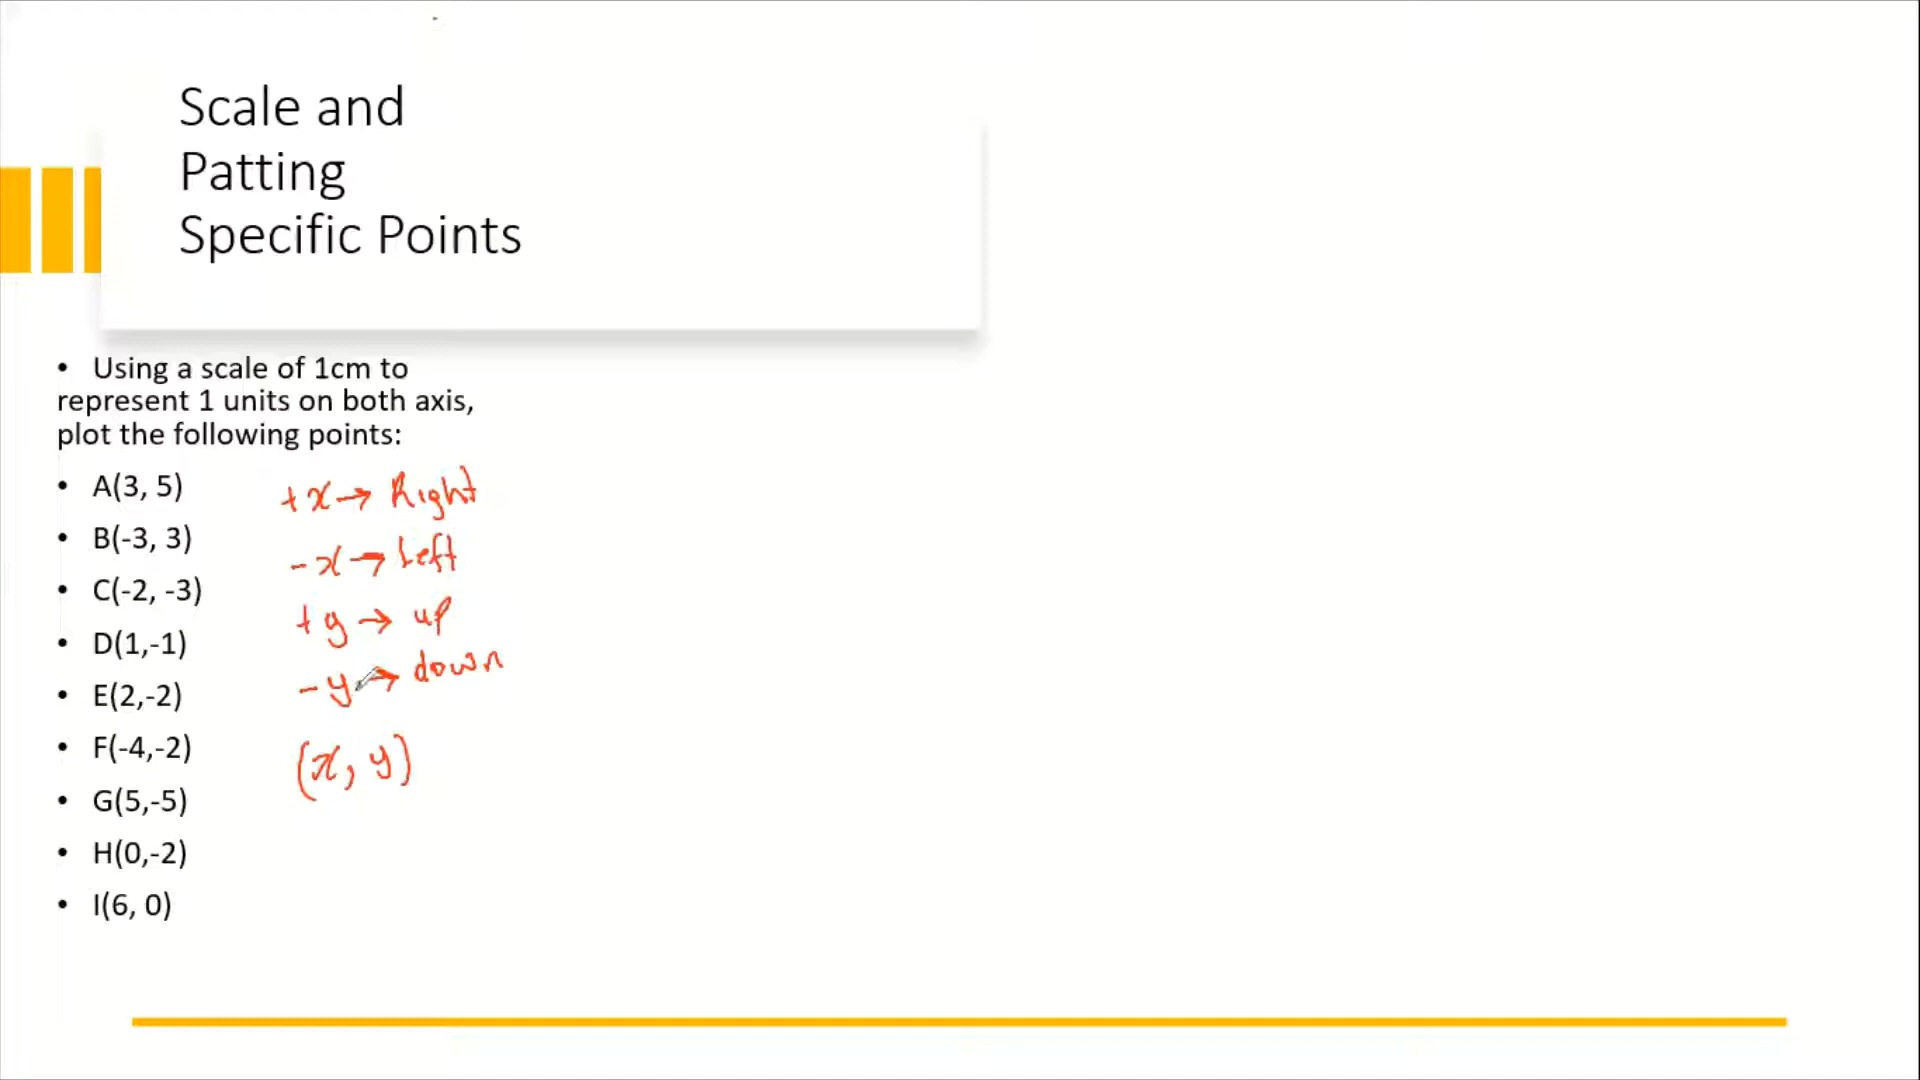 Scale and
Patting
Specific Points
• Using a scale of 1cm to
represent 1 units on both axis,
plot the following points:
• A(3, 5)
• B(-3, 3)
• C(-2, -3)
• D(1,-1)
• E(2,-2)
• F(-4,-2)
• G(5,-5)
• H(0,-2)
• I(6, 0)
+x → Right
-x → Left
+y → up
-y → down
(x, y)